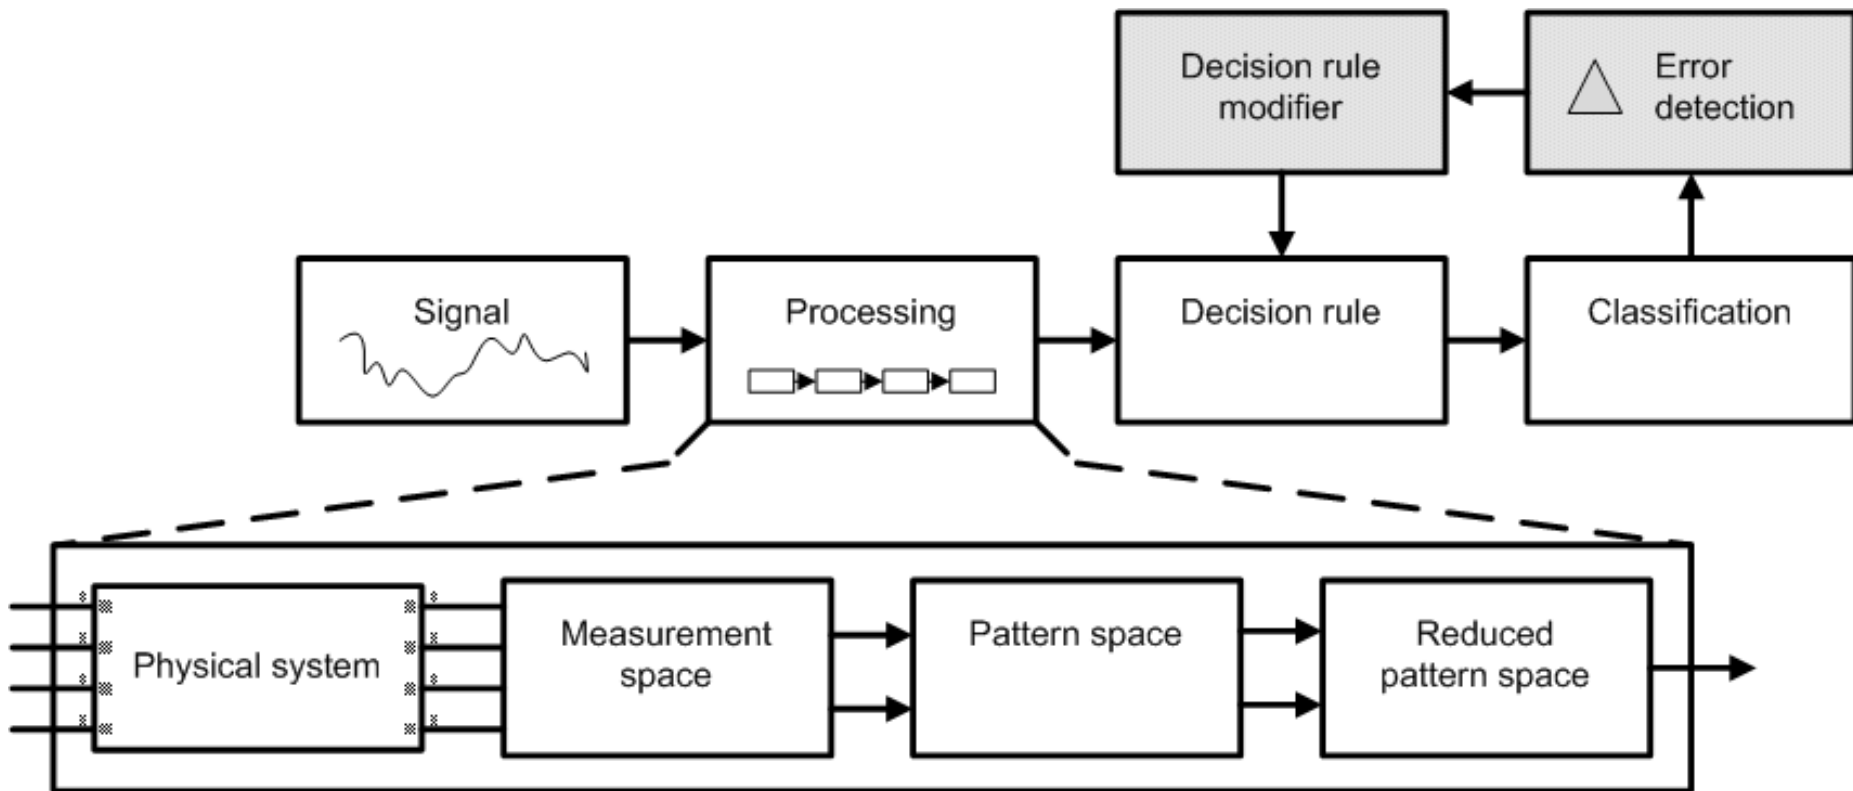 Decision rule
modifier
Error
detection
Signal
Processing
Decision rule
Classification
Physical system
Measurement
space
Pattern space
Reduced
pattern space